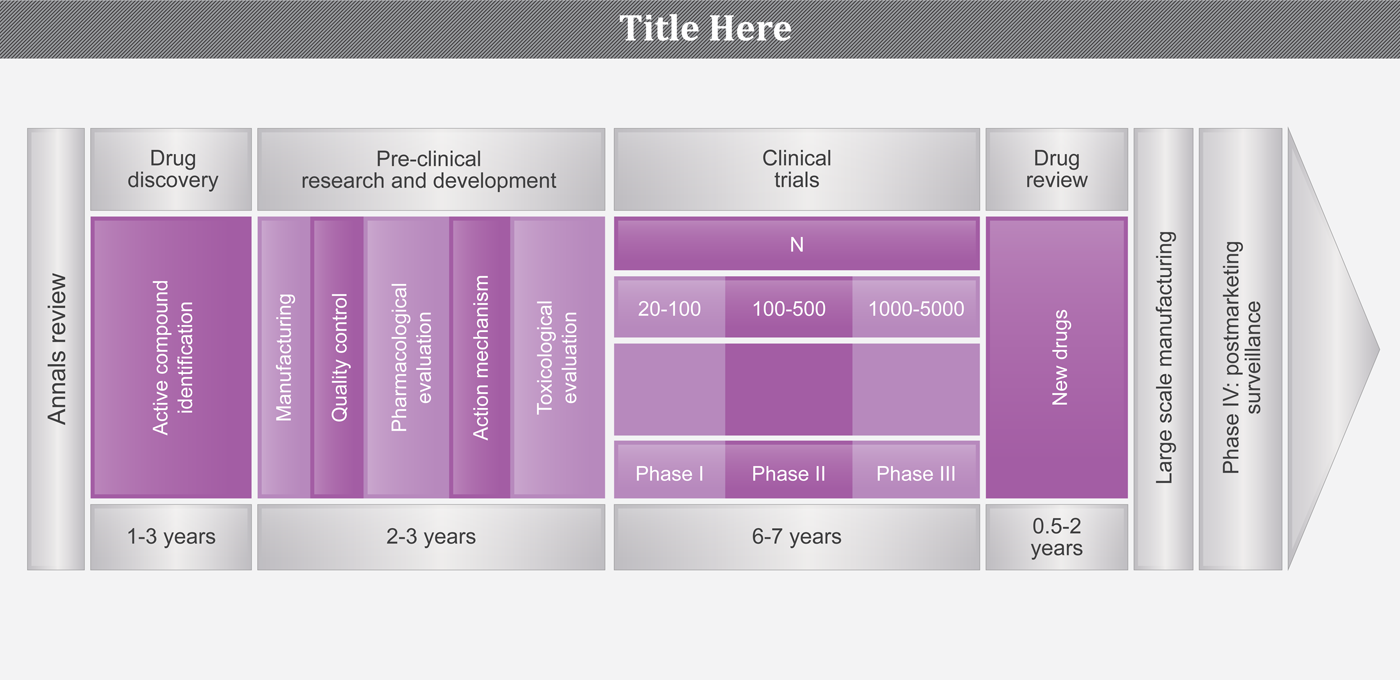 Title Here
Annals review
Drug
discovery
Active compound
identification
1-3 years
Pre-clinical
research and development
Manufacturing
Quality control
Pharmacological
evaluation
Action mechanism
Toxicological
evaluation
2-3 years
Clinical
trials
N
20-100
100-500
1000-5000
Phase I
Phase II
Phase III
6-7 years
Drug
review
New drugs
0.5-2
years
Large scale manufacturing
Phase IV: postmarketing
surveillance